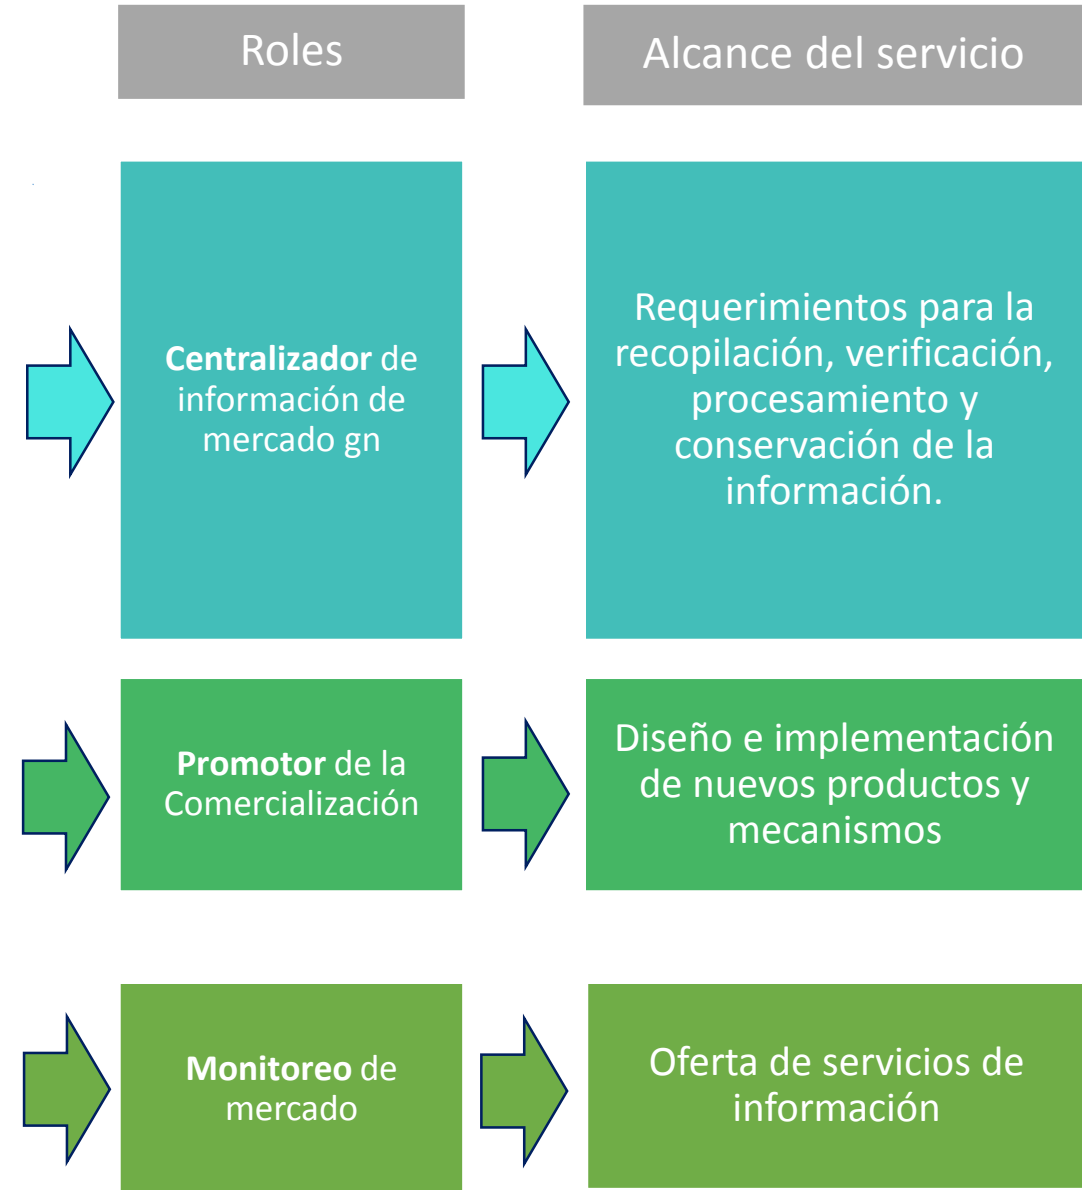 Roles
Alcance del servicio
Centralizador de
información de
mercado gn
Requerimientos para la
recopilación, verificación,
procesamiento y
conservación de la
información.
Promotor de la
Comercialización
Diseño e implementación
de nuevos productos y
mecanismos
Monitoreo de
mercado
Oferta de servicios de
información